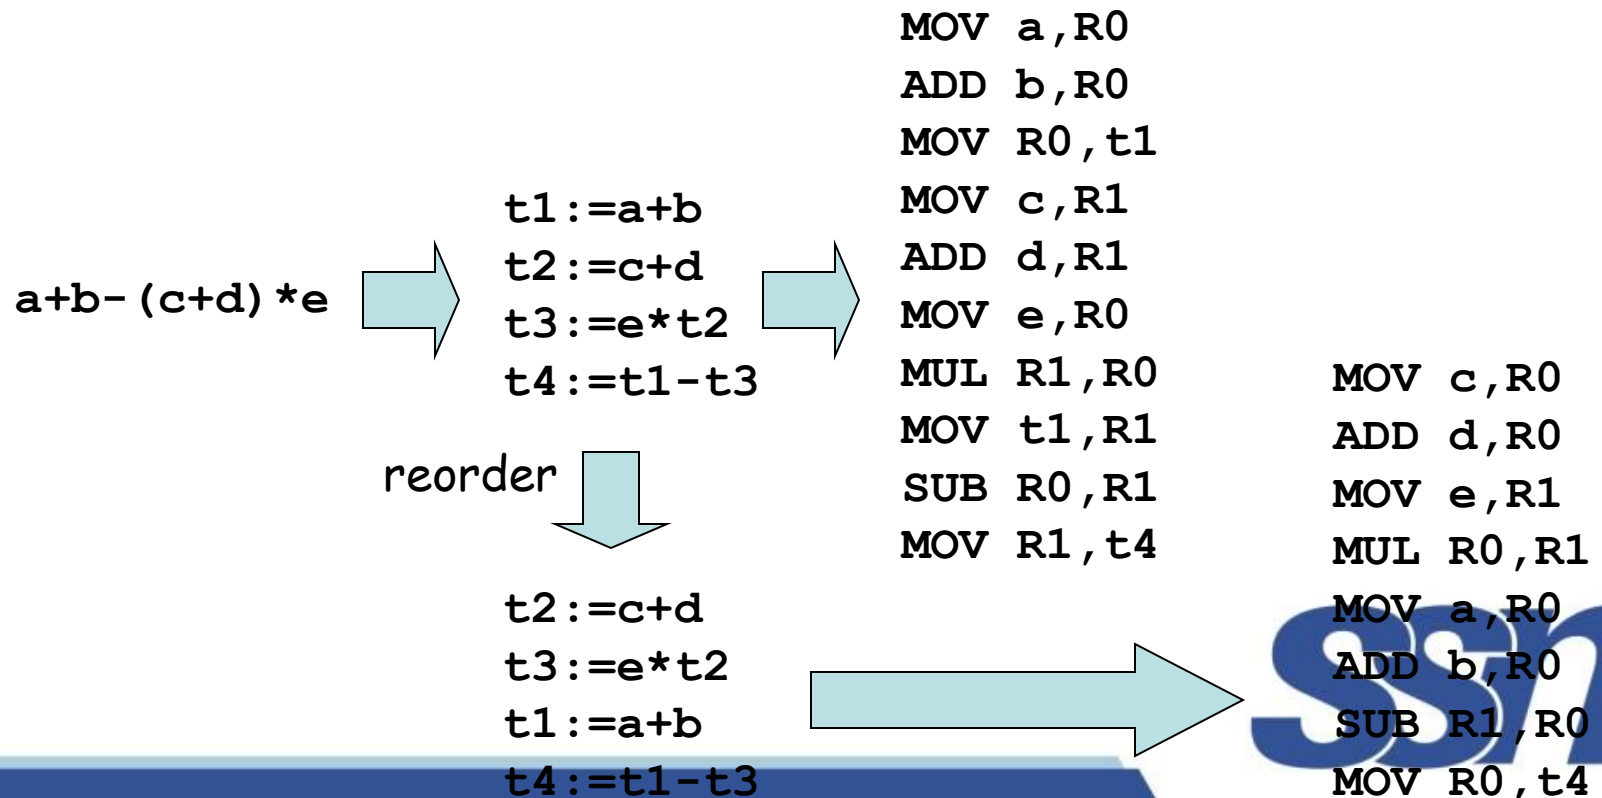 a+b-(c+d)*e
t1:=a+b
t2:=c+d
t3:=e*t2
t4:=t1-t3
MOV a,R0
ADD b,R0
MOV R0,t1
MOV c,R1
ADD d,R1
MOV e,R0
MUL R1,R0
MOV t1,R1
SUB R0,R1
MOV R1,t4
reorder
t2:=c+d
t3:=e*t2
t1:=a+b
t4:=t1-t3
MOV c,R0
ADD d,R0
MOV e,R1
MUL R0,R1
MOV a,R0
ADD b,R0
SUB R1,R0
MOV R0,t4
ssn